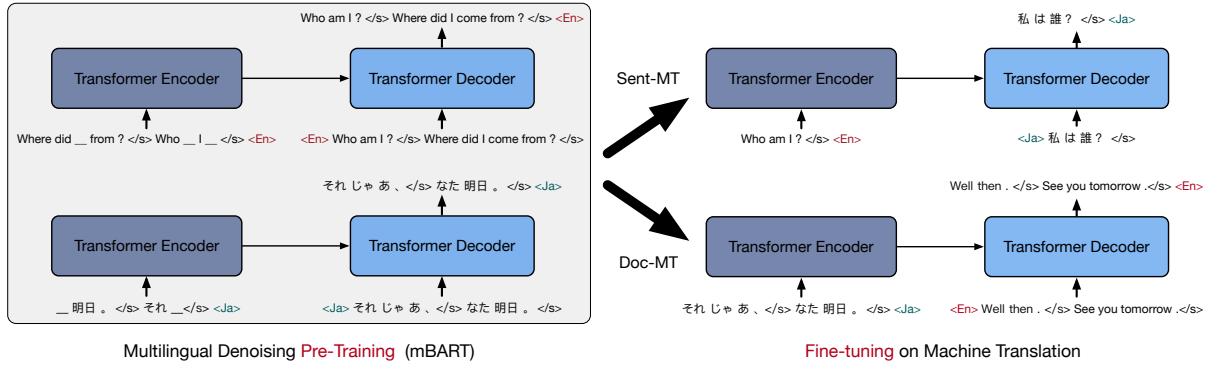 Who am I ? </s> Where did I come from ? </s> <En>
Transformer Encoder
Transformer Decoder
Where did __ from ? </s> Who __ I __ </s> <En>
<En> Who am I ? </s> Where did I come from ? </s>
それ じゃ あ 、 </s> なた 明日 。 </s> <Ja>
Transformer Encoder
Transformer Decoder
__ 明日 。 </s> それ __</s> <Ja>
<Ja> それ じゃ あ 、 </s> なた 明日 。 </s>
Multilingual Denoising Pre-Training (mBART)
Sent-MT
Doc-MT
私 は 誰 ? </s> <Ja>
Transformer Encoder
Transformer Decoder
Who am I ? </s> <En>
<Ja> 私 は 誰 ? </s>
Well then . </s> See you tomorrow .</s> <En>
Transformer Encoder
Transformer Decoder
それ じゃ あ 、 </s> なた 明日 。 </s> <Ja>
<En> Well then . </s> See you tomorrow .</s>
Fine-tuning on Machine Translation